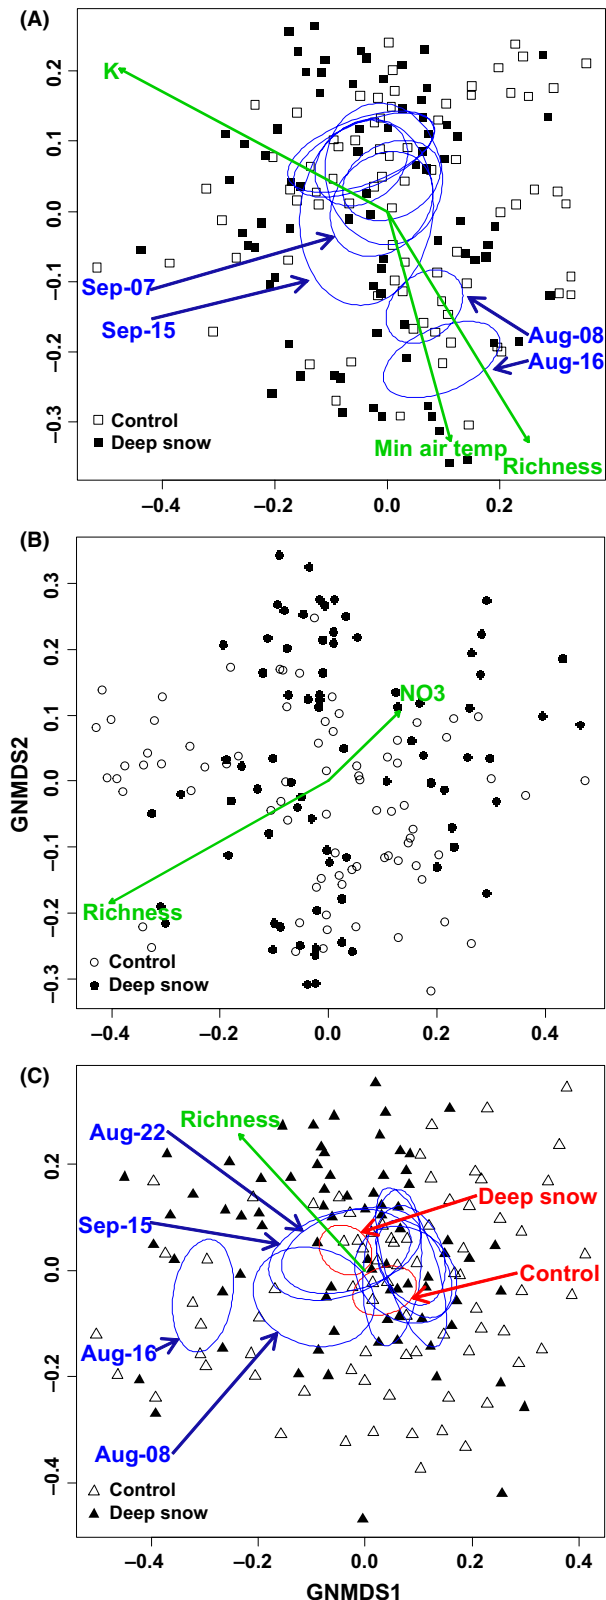 (A)
K
0.2
0.1
0.0
−0.1
−0.2
−0.3
Sep-07
Sep-15
Aug-08
Aug-16
Control
Deep snow
Min air temp
Richness
−0.4
−0.2
0.0
0.2
(B)
0.3
0.2
0.1
0.0
−0.1
−0.2
−0.3
GNMDS2
NO3
Richness
Control
Deep snow
−0.4
−0.2
0.0
0.2
0.4
(C)
Richness
Aug-22
Deep snow
Sep-15
Control
Aug-16
Aug-08
0.2
0.0
−0.2
−0.4
Control
Deep snow
−0.4
−0.2
0.0
0.2
0.4
GNMDS1